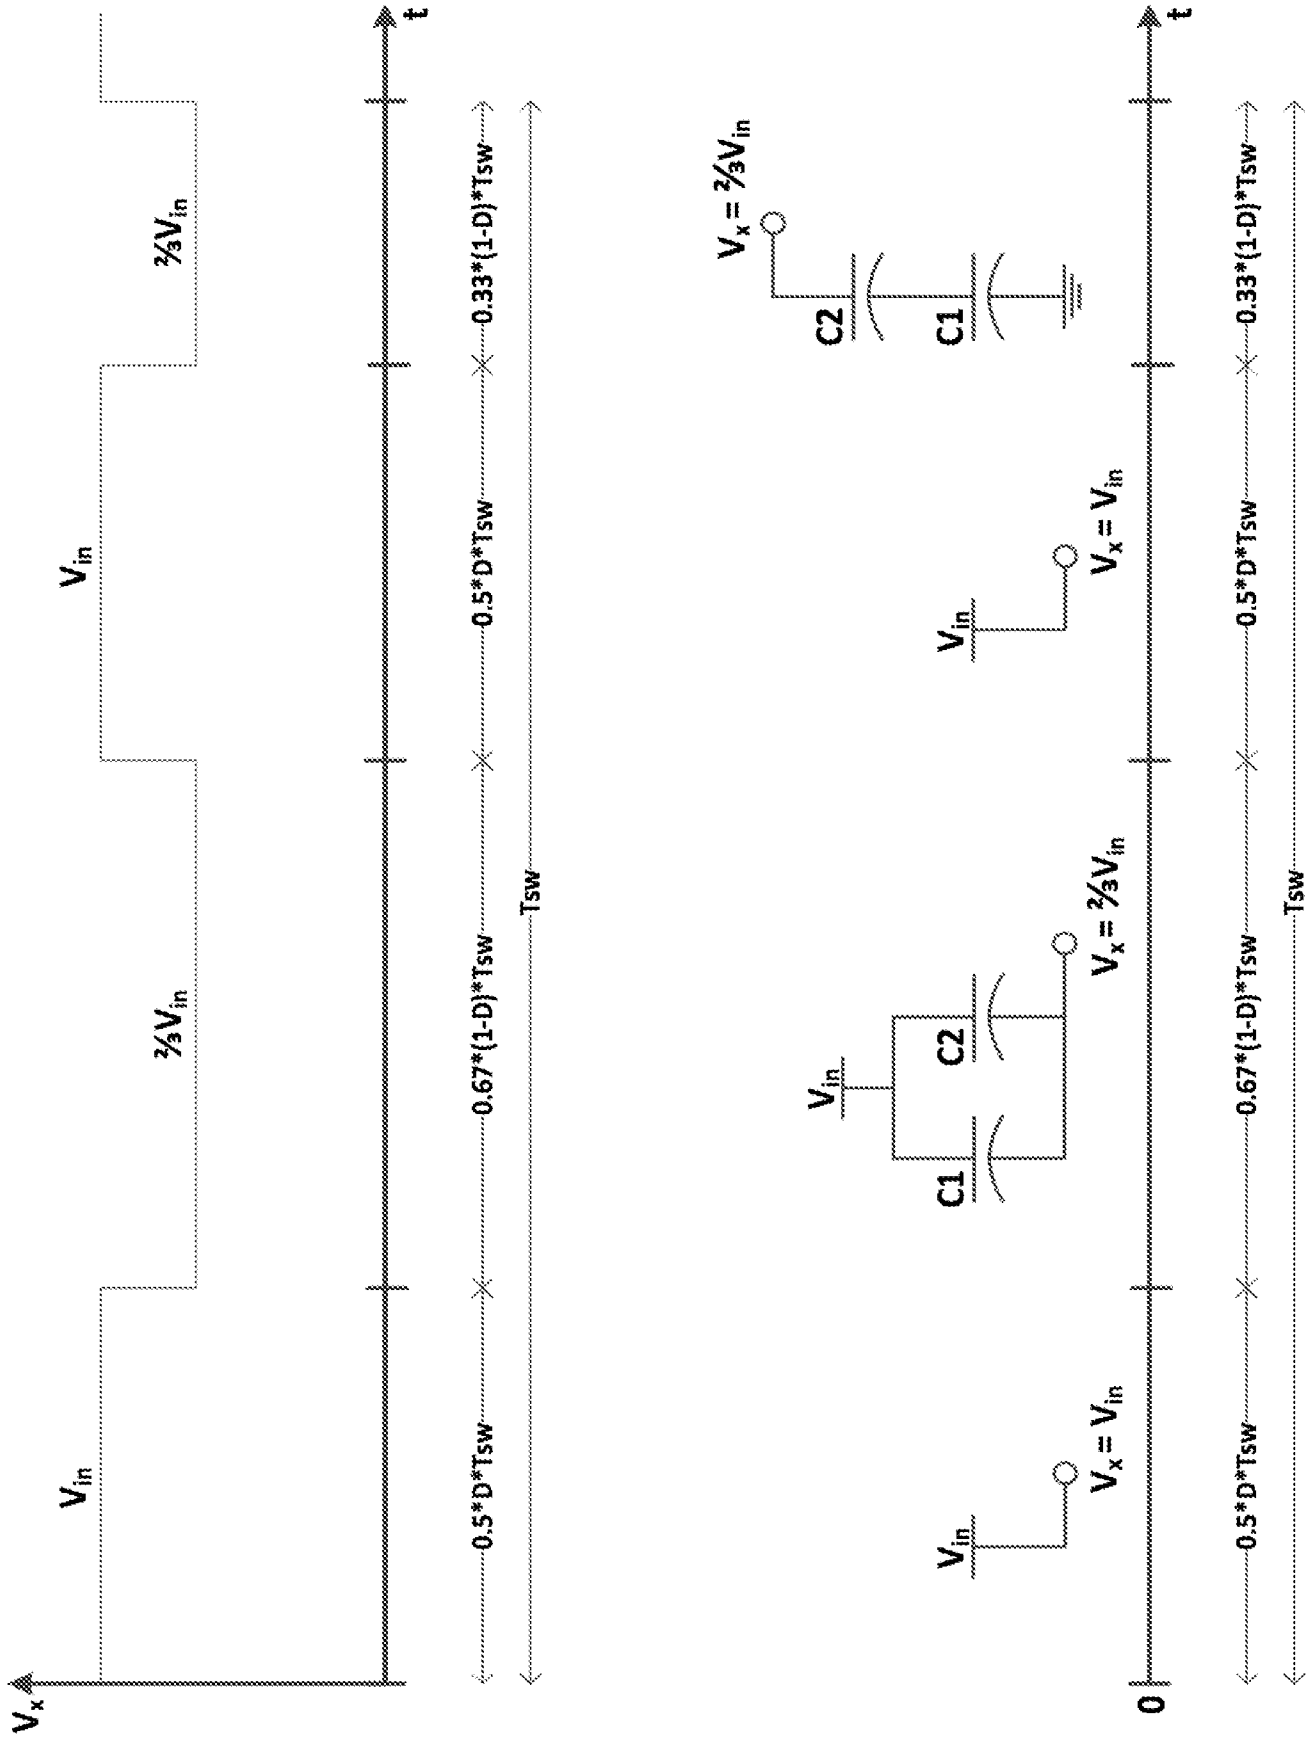 Vx
Vin
⅔Vin
Vin
⅔Vin
t
0.5*D*Tsw
0.67*(1-D)*Tsw
0.5*D*Tsw
0.33*(1-D)*Tsw
Tsw
Vx = ⅔Vin
Vin
C2
C1
C2
Vin
C1
Vin
C1
C2
Vx = Vin
Vx = ⅔Vin
Vx = Vin
0
t
0.5*D*Tsw
0.67*(1-D)*Tsw
0.5*D*Tsw
0.33*(1-D)*Tsw
Tsw